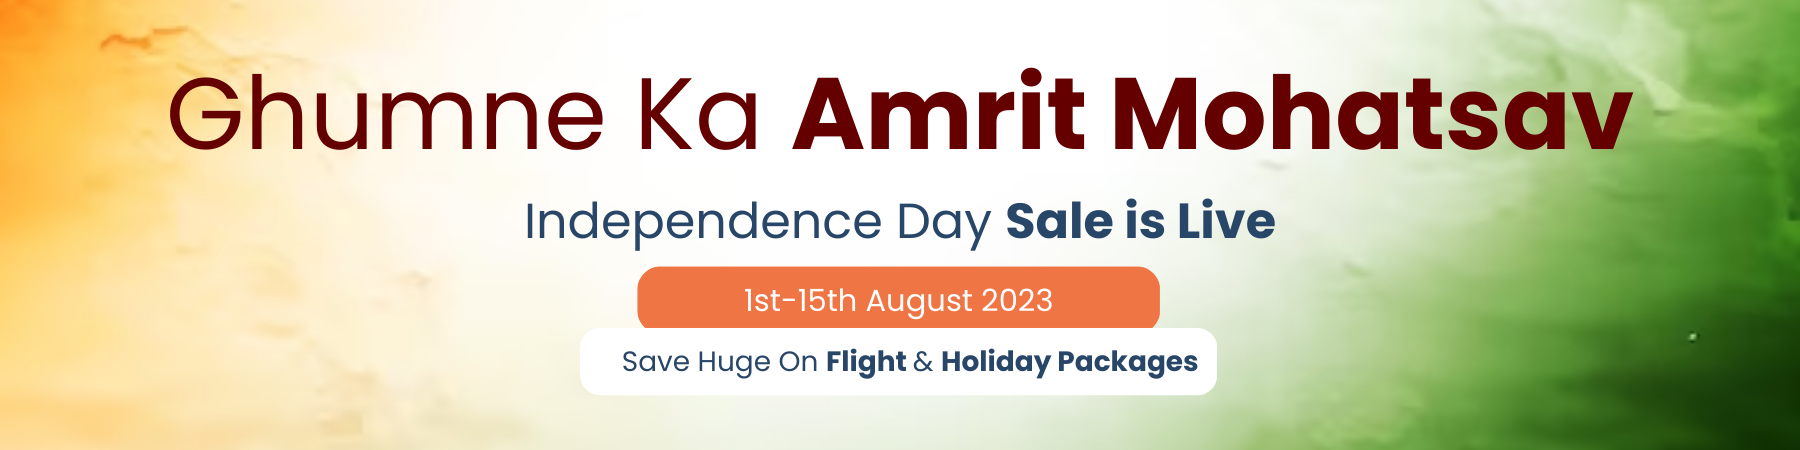 Ghumne Ka Amrit Mohatsav
Independence Day Sale is Live
1st-15th August 2023
Save Huge On Flight & Holiday Packages